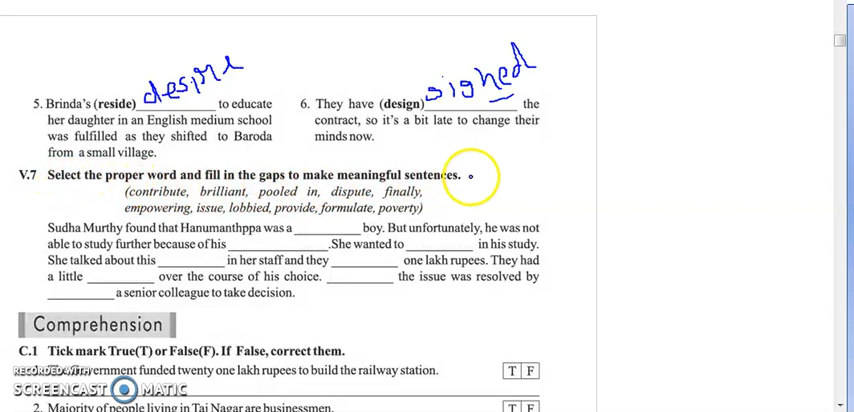 desire
signed
5. Brinda's (reside)____________ to educate
her daughter in an English medium school
was fulfilled as they shifted to Baroda
from a small village.
6. They have (design)______________ the
contract, so it's a bit late to change their
minds now.
V.7 Select the proper word and fill in the gaps to make meaningful sentences.
(contribute, brilliant, pooled in, dispute, finally,
empowering, issue, lobbied, provide, formulate, poverty)
Sudha Murthy found that Hanumanthppa was a __________ boy. But unfortunately, he was not
able to study further because of his _______________.She wanted to __________ in his study.
She talked about this __________ in her staff and they __________ one lakh rupees. They had
a little __________ over the course of his choice. __________ the issue was resolved by
__________ a senior colleague to take decision.
Comprehension
C.1 Tick mark True(T) or False(F). If False, correct them.
government funded twenty one lakh rupees to build the railway station. T F
RECORDED WITH
SCREENCAST MATIC
2. Majority of people living in Taj Nagar are businessmen. T F